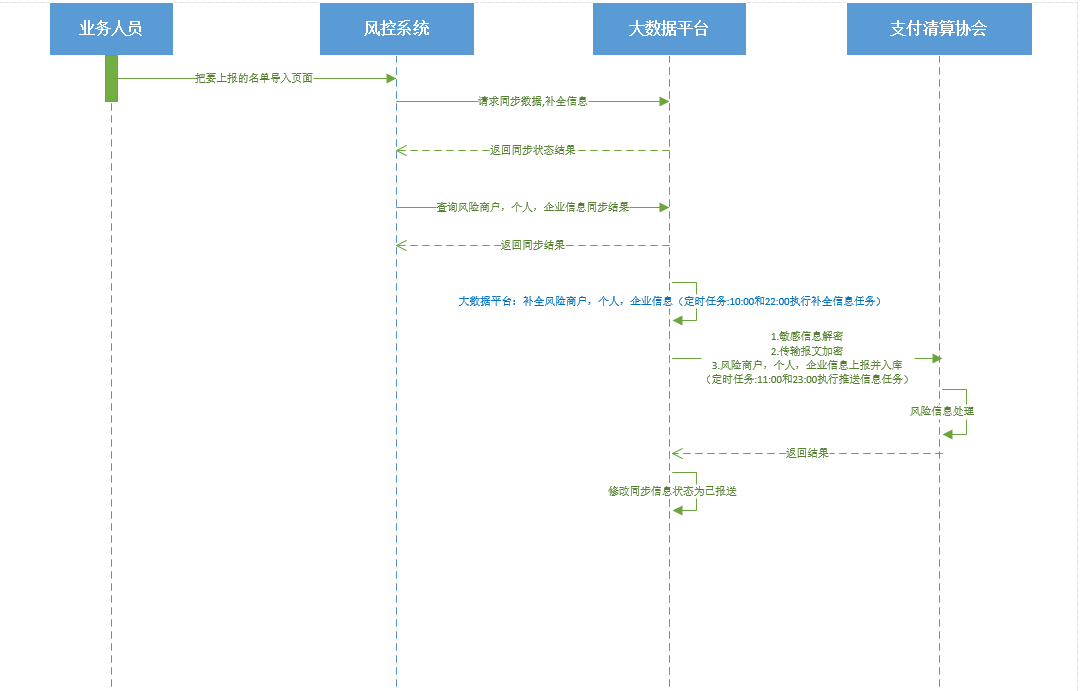 业务人员
风控系统
大数据平台
支付清算协会
把要上报的名单导入页面
请求同步数据,补全信息
返回同步状态结果
查询风险商户，个人，企业信息同步结果
返回同步结果
大数据平台：补全风险商户，个人，企业信息（定时任务:10:00和22:00执行补全信息任务）
1.敏感信息解密
2.传输报文加密
3.风险商户，个人，企业信息上报并入库
（定时任务:11:00和23:00执行推送信息任务）
风险信息处理
返回结果
修改同步信息状态为已报送